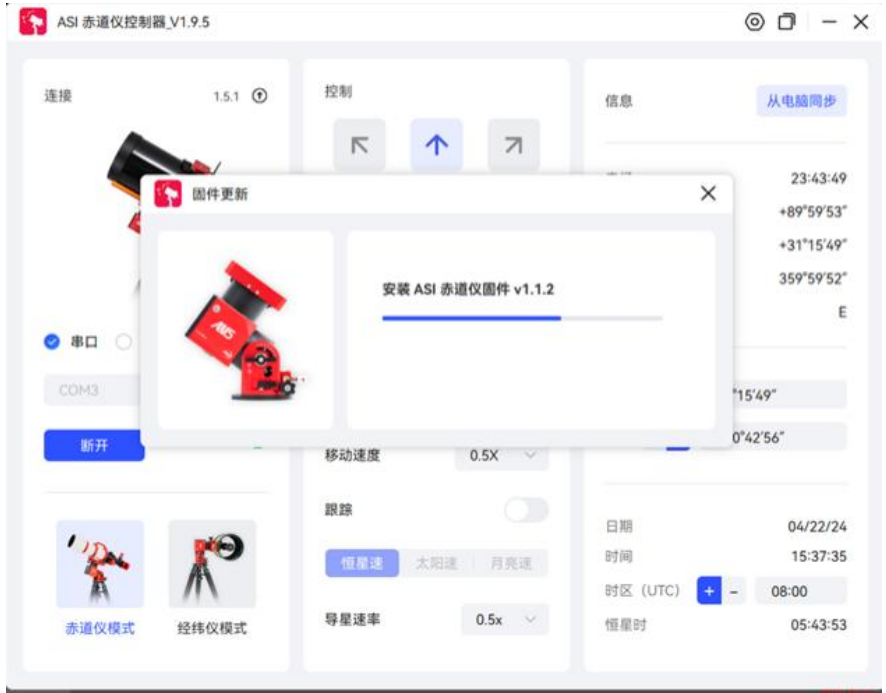 ASI 赤道仪控制器_V1.9.5
连接
1.5.1
串口
COM3
断开
赤道仪模式
经纬仪模式
控制
固件更新
安装 ASI 赤道仪固件 v1.1.2
移动速度
0.5X
跟踪
恒星速
太阳速
月亮速
导星速率
0.5x
信息
从电脑同步
23:43:49
+89°59′53″
+31°15′49″
359°59′52″
E
°15′49″
0°42′56″
日期
04/22/24
时间
15:37:35
时区（UTC）
+
-
08:00
恒星时
05:43:53